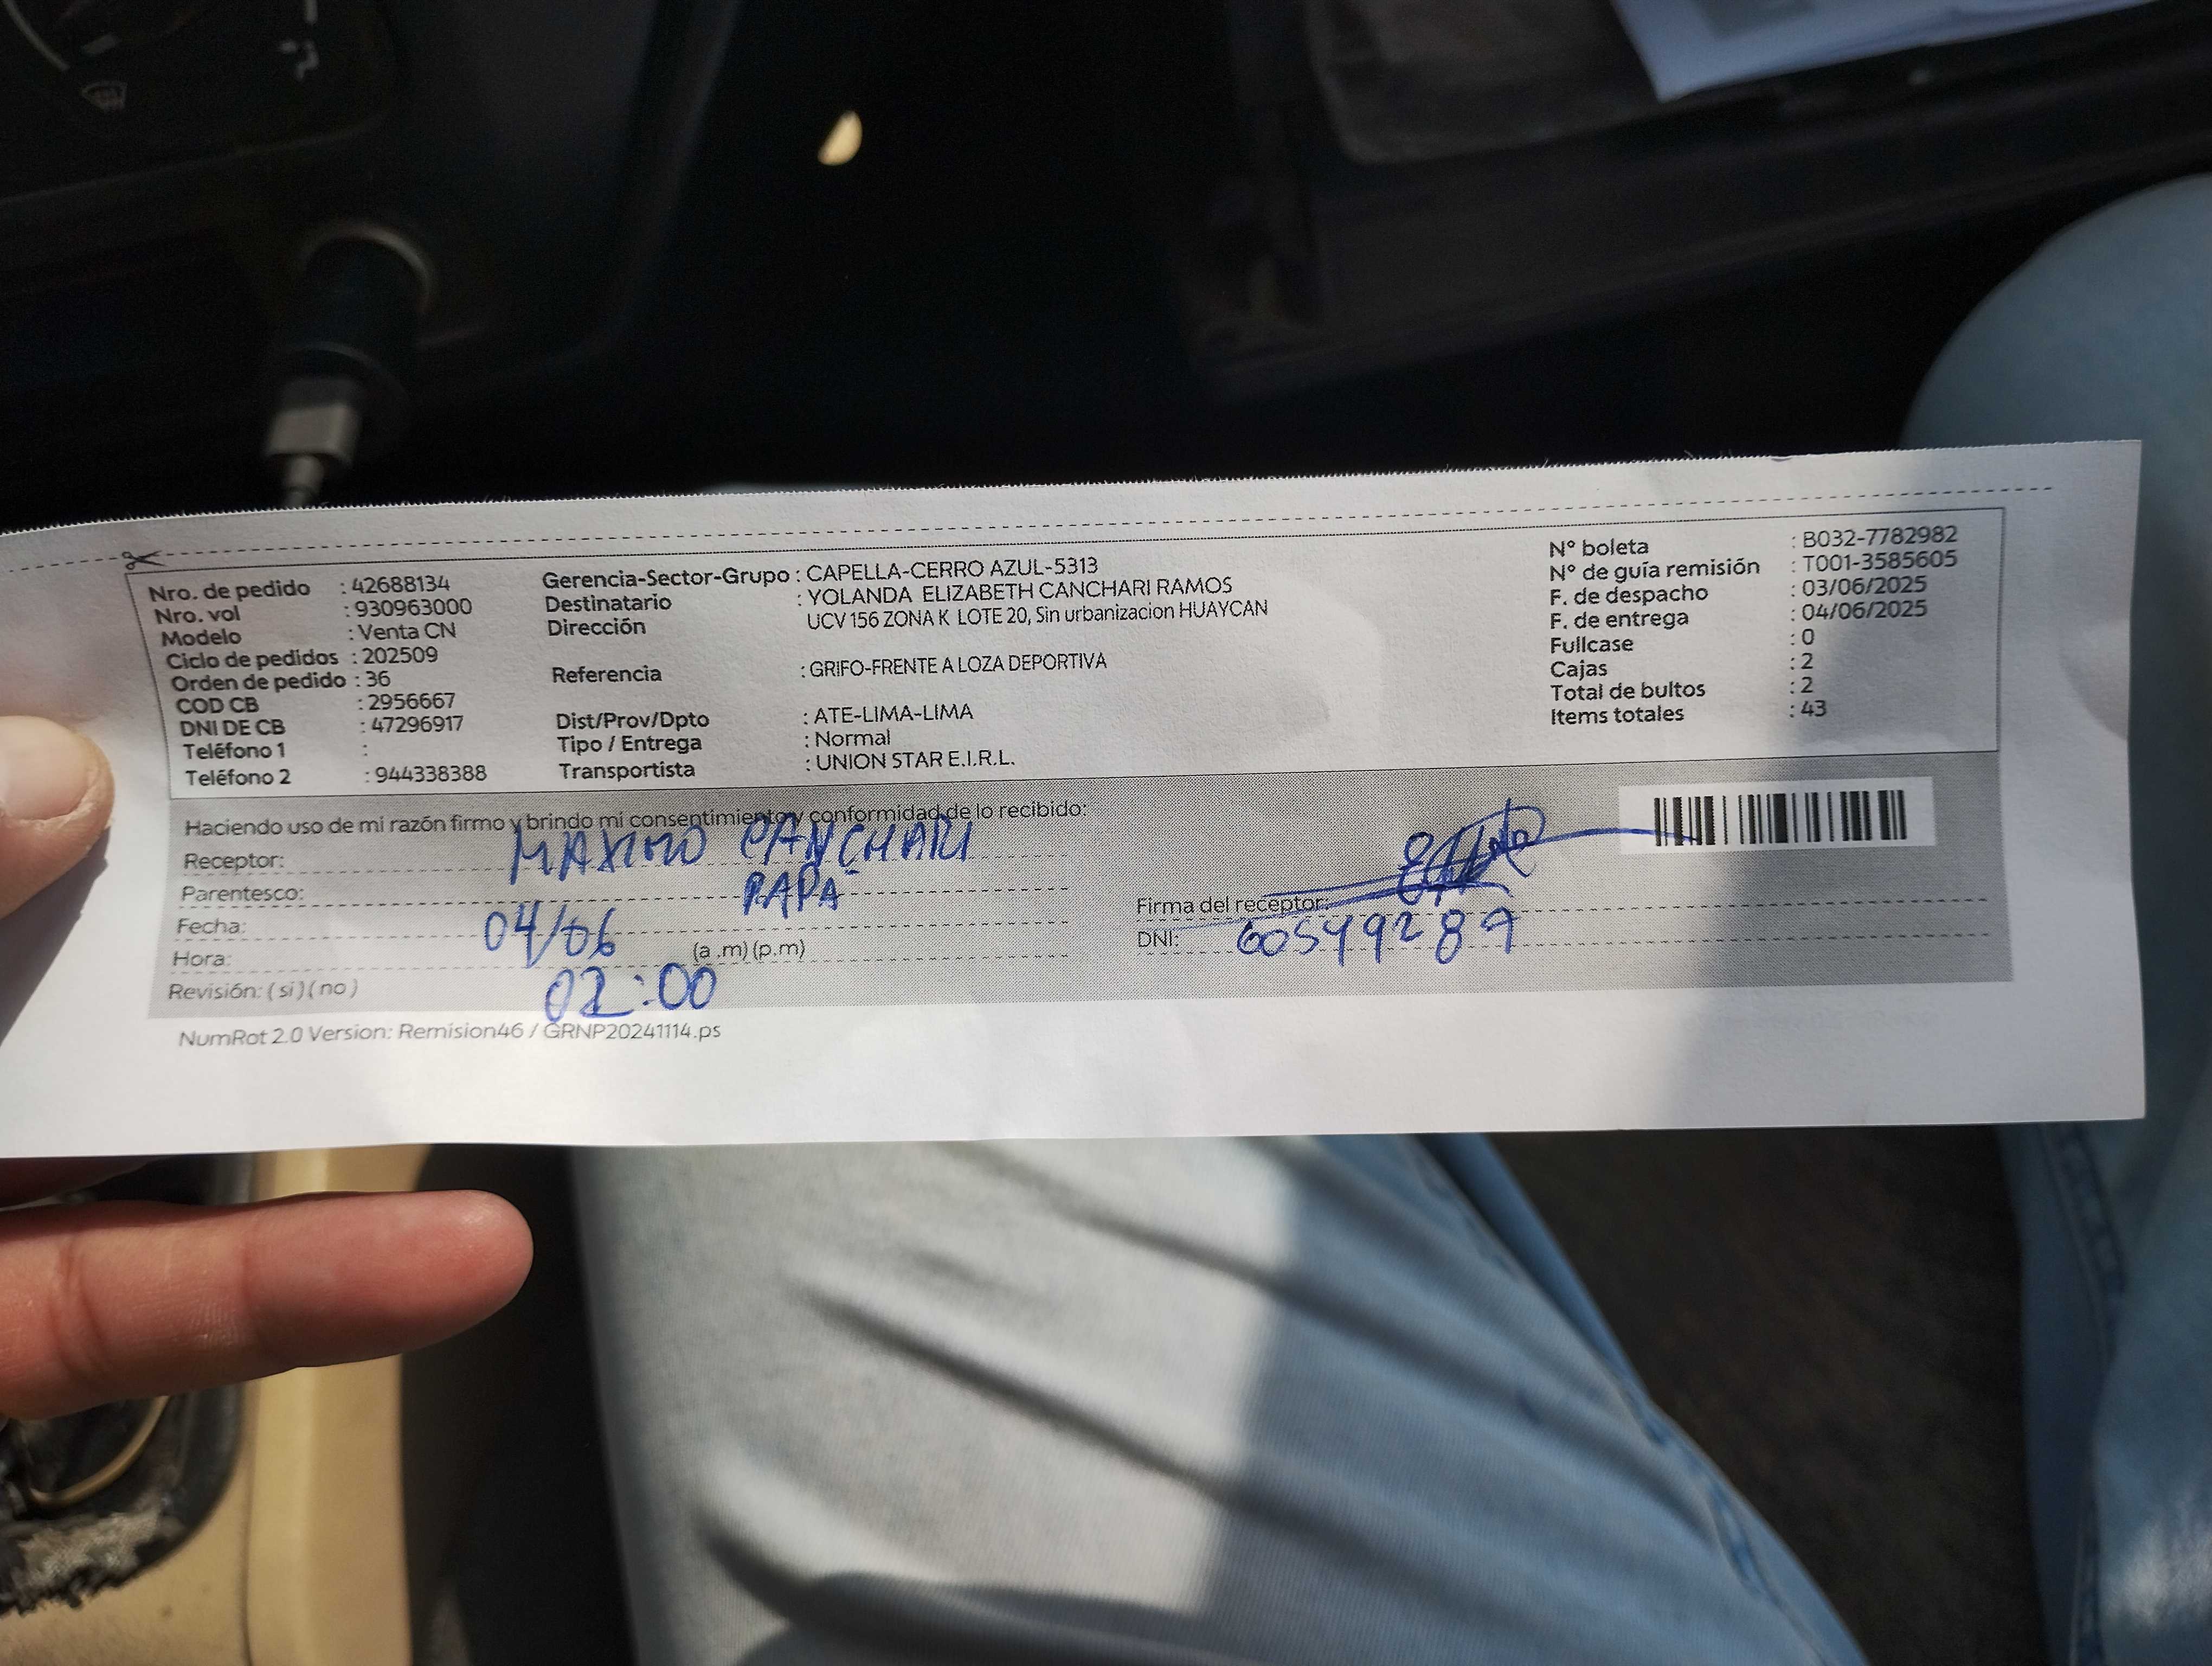 Nro. de pedido : 42688134
Nro. vol : 930963000
Modelo : Venta CN
Ciclo de pedidos : 202509
Orden de pedido : 36
COD CB : 2956667
DNI DE CB : 47296917
Teléfono 1 :
Teléfono 2 : 944338388
Gerencia-Sector-Grupo : CAPELLA-CERRO AZUL-5313
Destinatario : YOLANDA ELIZABETH CANCHARI RAMOS
Dirección UCV 156 ZONA K LOTE 20, Sin urbanizacion HUAYCAN
Referencia : GRIFO-FRENTE A LOZA DEPORTIVA
Dist/Prov/Dpto : ATE-LIMA-LIMA
Tipo / Entrega : Normal
Transportista : UNION STAR E.I.R.L.
N° boleta : B032-7782982
N° de guía remisión : T001-3585605
F. de despacho : 03/06/2025
F. de entrega : 04/06/2025
Fullcase : 0
Cajas : 2
Total de bultos : 2
Items totales : 43
Haciendo uso de mi razón firmo y brindo mi consentimiento y conformidad de lo recibido:
Receptor: MAXIMO CANCHARI
Parentesco: PAPA
Fecha: 04/06
Hora: (a .m) (p.m)
Revisión: ( si ) ( no ) 02:00
Firma del receptor:
DNI: 60549289
NumRot 2.0 Version: Remision46 / GRNP20241114.ps